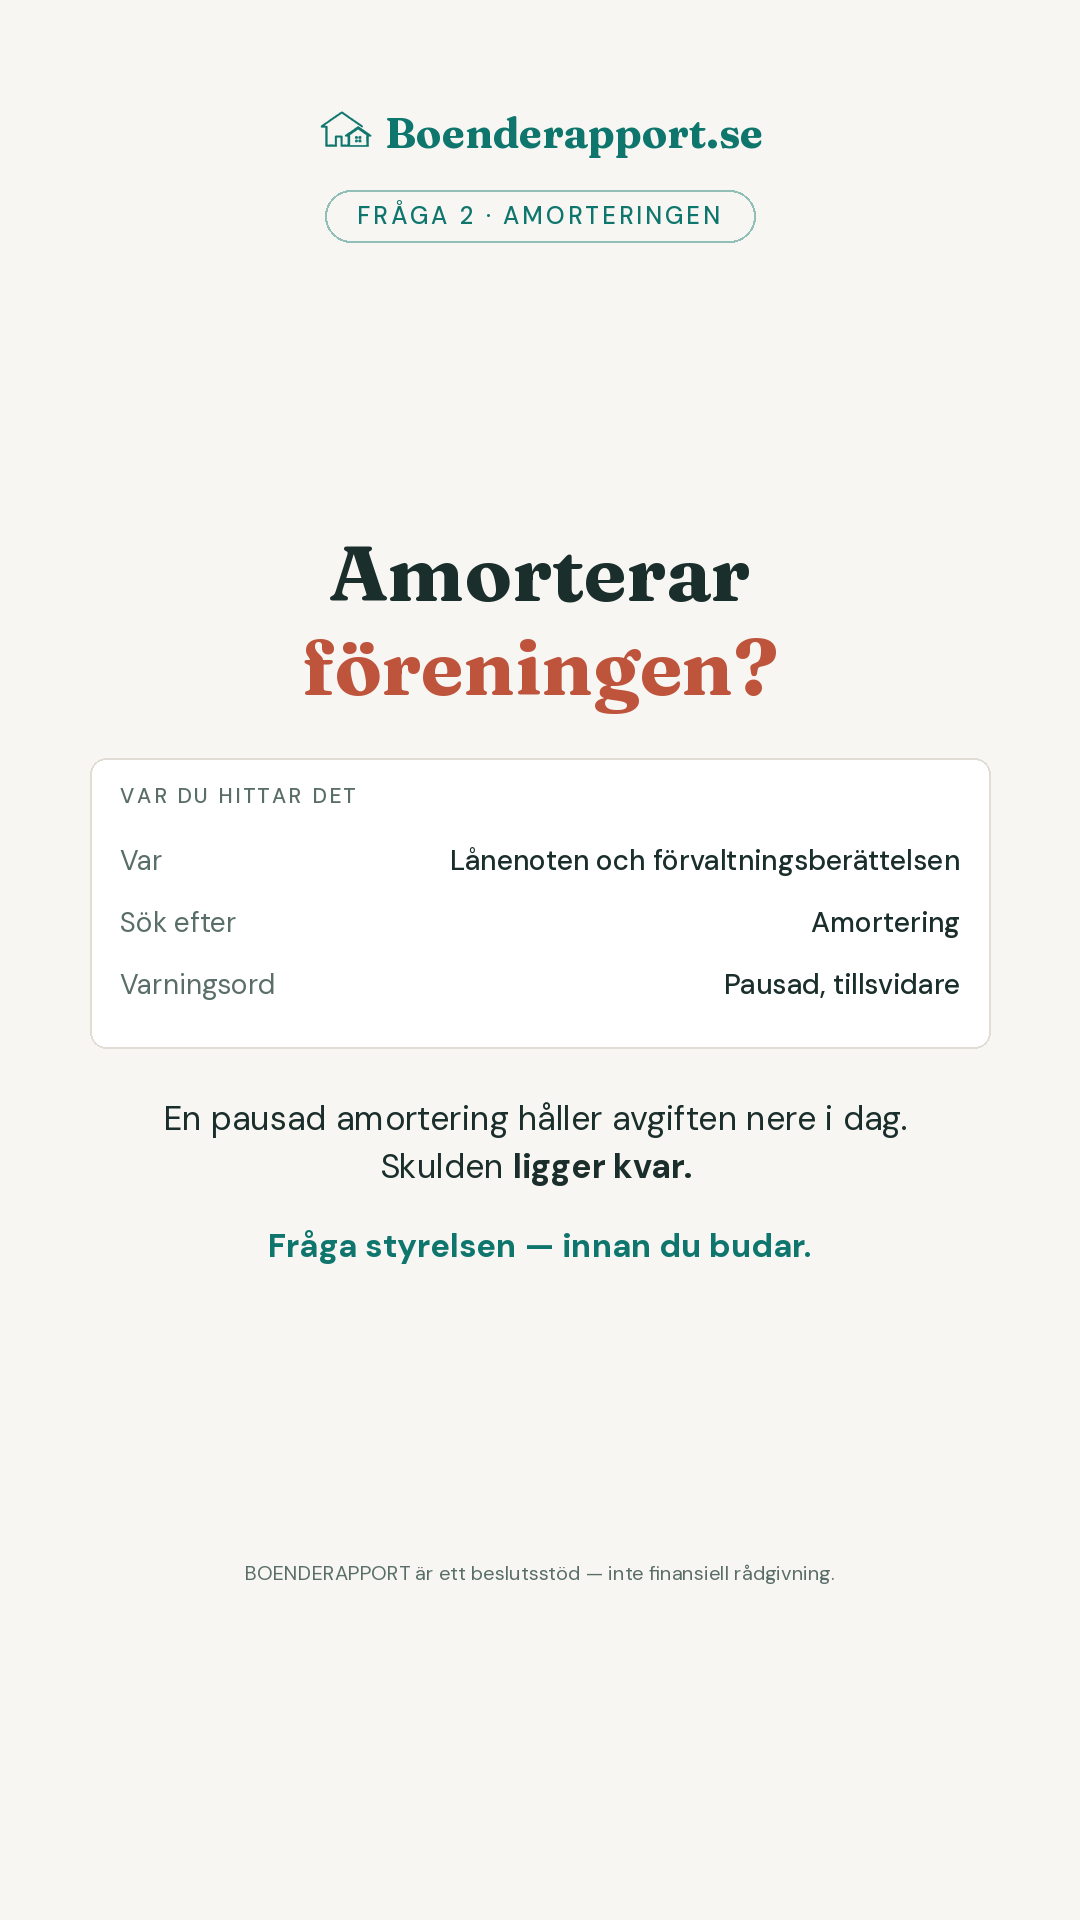 Boenderapport.se
FRÅGA 2 · AMORTERINGEN
Amorterar
föreningen?
VAR DU HITTAR DET
Var Lånenoten och förvaltningsberättelsen
Sök efter Amortering
Varningsord Pausad, tillsvidare
En pausad amortering håller avgiften nere i dag.
Skulden ligger kvar.
Fråga styrelsen — innan du budar.
BOENDERAPPORT är ett beslutsstöd — inte finansiell rådgivning.